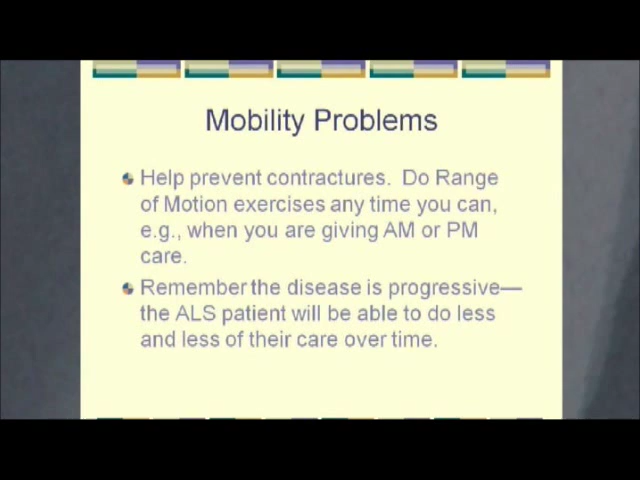 Mobility Problems
Help prevent contractures.  Do Range
of Motion exercises any time you can,
e.g., when you are giving AM or PM
care.
Remember the disease is progressive—
the ALS patient will be able to do less
and less of their care over time.